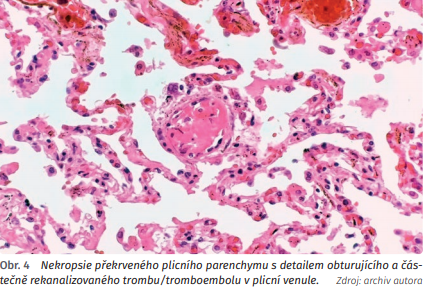 Obr. 4 Nekropsie překrveného plicního parenchymu s detailem obturujícího a čás-
tečně rekanalizovaného trombu/tromboembolu v plicní venule. Zdroj: archiv autora